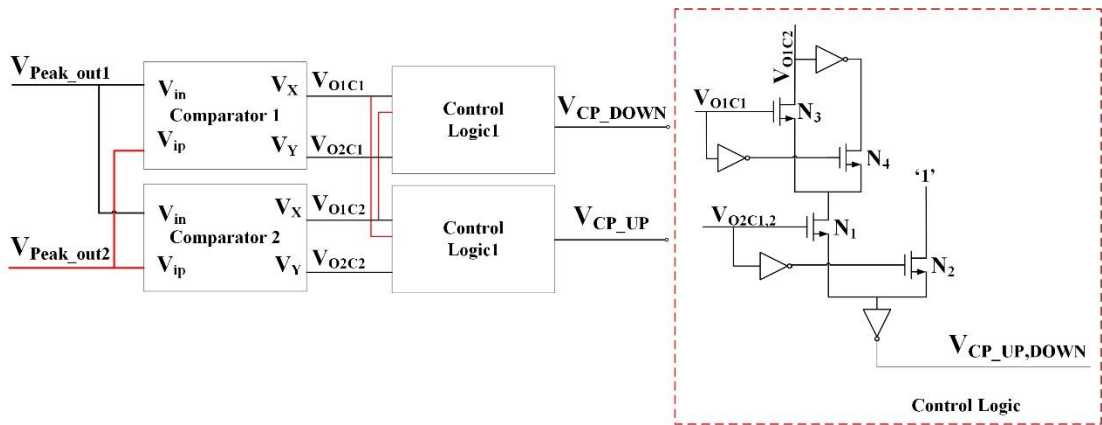 V_Peak_out1
V_in
Comparator 1
V_ip
V_X
V_Y
V_O1C1
V_O2C1
Control
Logic1
V_CP_DOWN
V_Peak_out2
V_in
Comparator 2
V_ip
V_X
V_Y
V_O1C2
V_O2C2
Control
Logic1
V_CP_UP
V_O1C2
V_O1C1
N_3
N_4
'1'
V_O2C1,2
N_1
N_2
V_CP_UP,DOWN
Control Logic